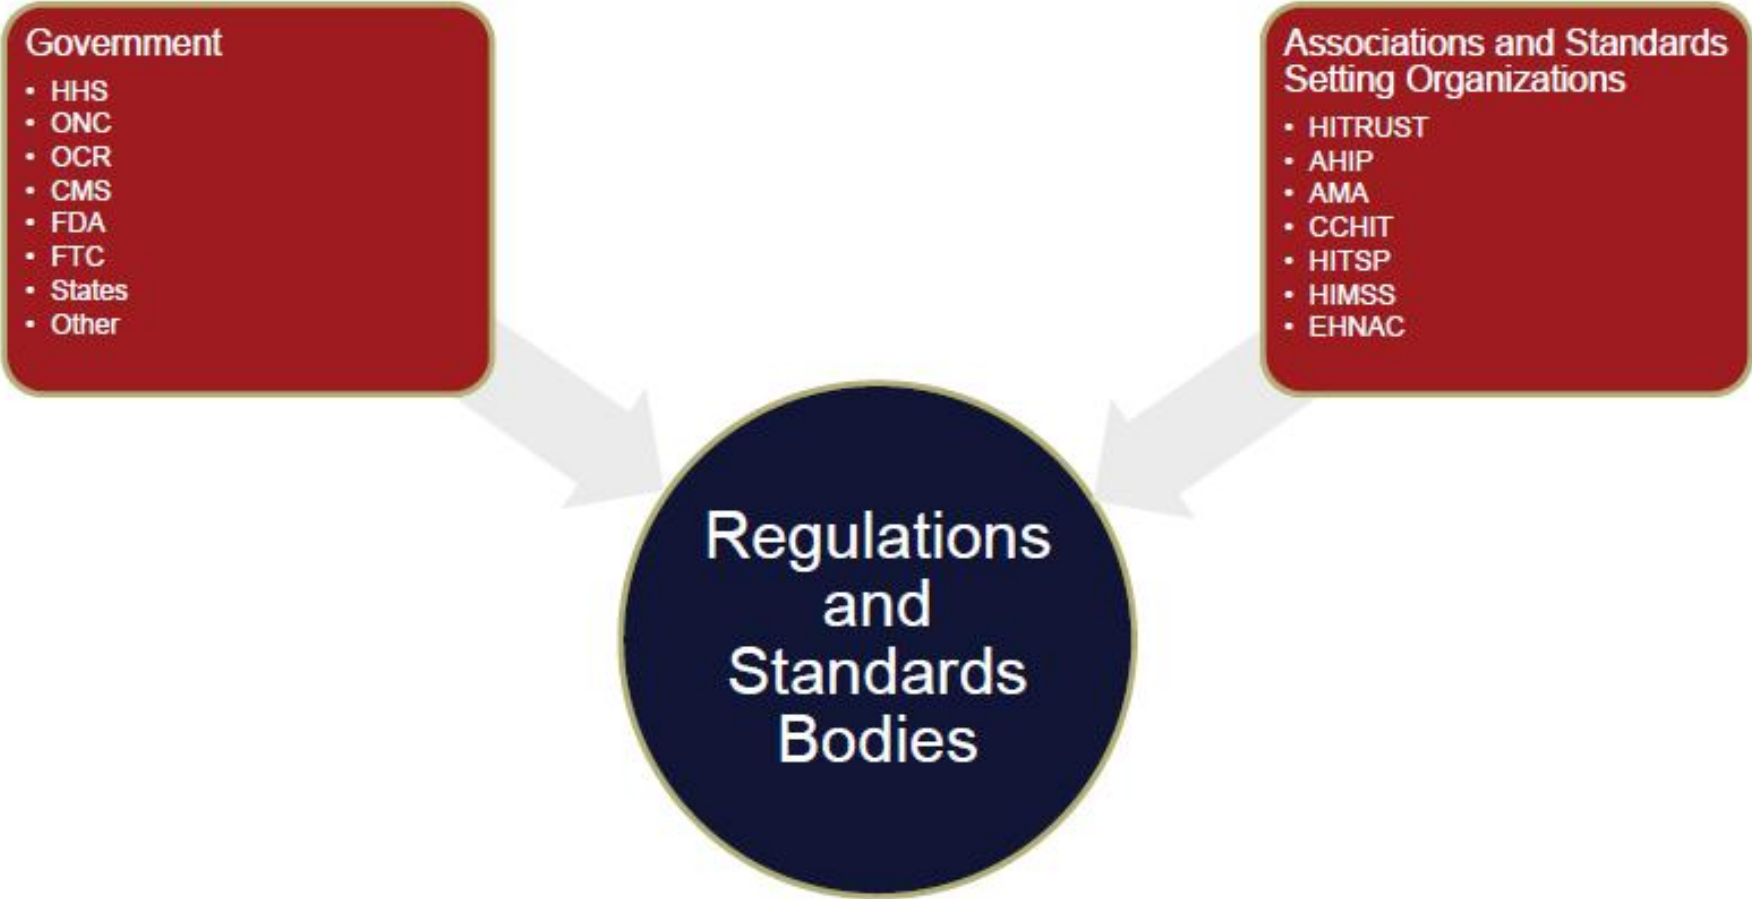 Government
• HHS
• ONC
• OCR
• CMS
• FDA
• FTC
• States
• Other
Associations and Standards
Setting Organizations
• HITRUST
• AHIP
• AMA
• CCHIT
• HITSP
• HIMSS
• EHNAC
Regulations
and
Standards
Bodies